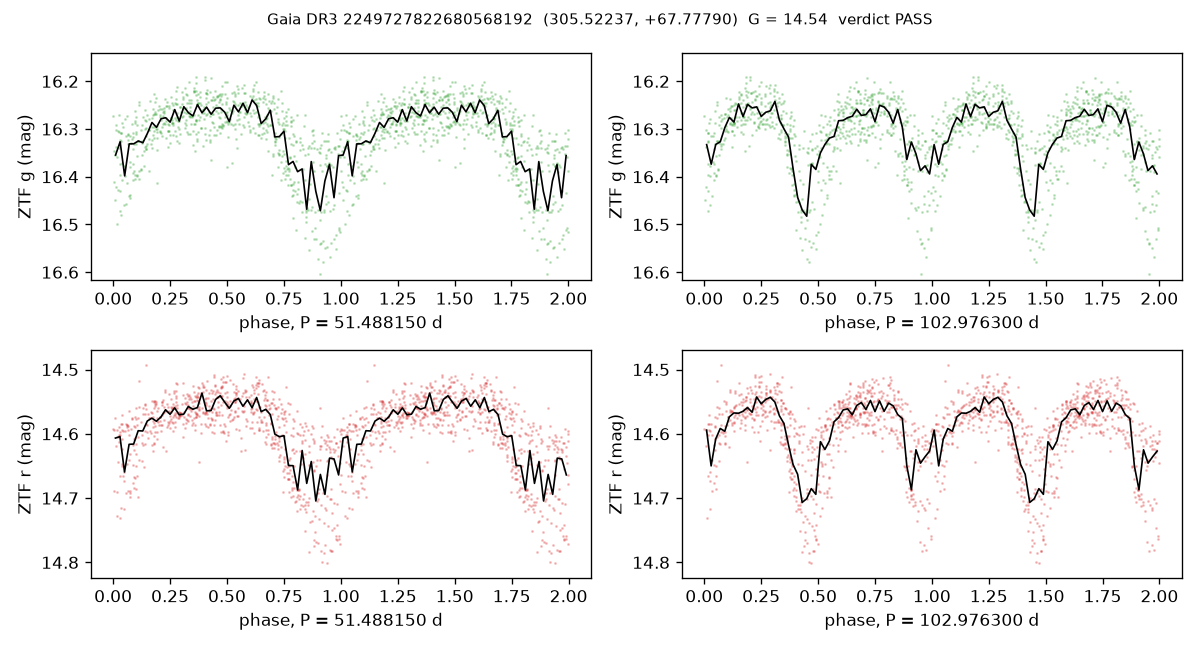 Gaia DR3 2249727822680568192  (305.52237, +67.77790)  G = 14.54  verdict PASS
ZTF g (mag)
16.2
16.3
16.4
16.5
16.6
0.00 0.25 0.50 0.75 1.00 1.25 1.50 1.75 2.00
phase, P = 51.488150 d
ZTF g (mag)
16.2
16.3
16.4
16.5
16.6
0.00 0.25 0.50 0.75 1.00 1.25 1.50 1.75 2.00
phase, P = 102.976300 d
ZTF r (mag)
14.5
14.6
14.7
14.8
0.00 0.25 0.50 0.75 1.00 1.25 1.50 1.75 2.00
phase, P = 51.488150 d
ZTF r (mag)
14.5
14.6
14.7
14.8
0.00 0.25 0.50 0.75 1.00 1.25 1.50 1.75 2.00
phase, P = 102.976300 d